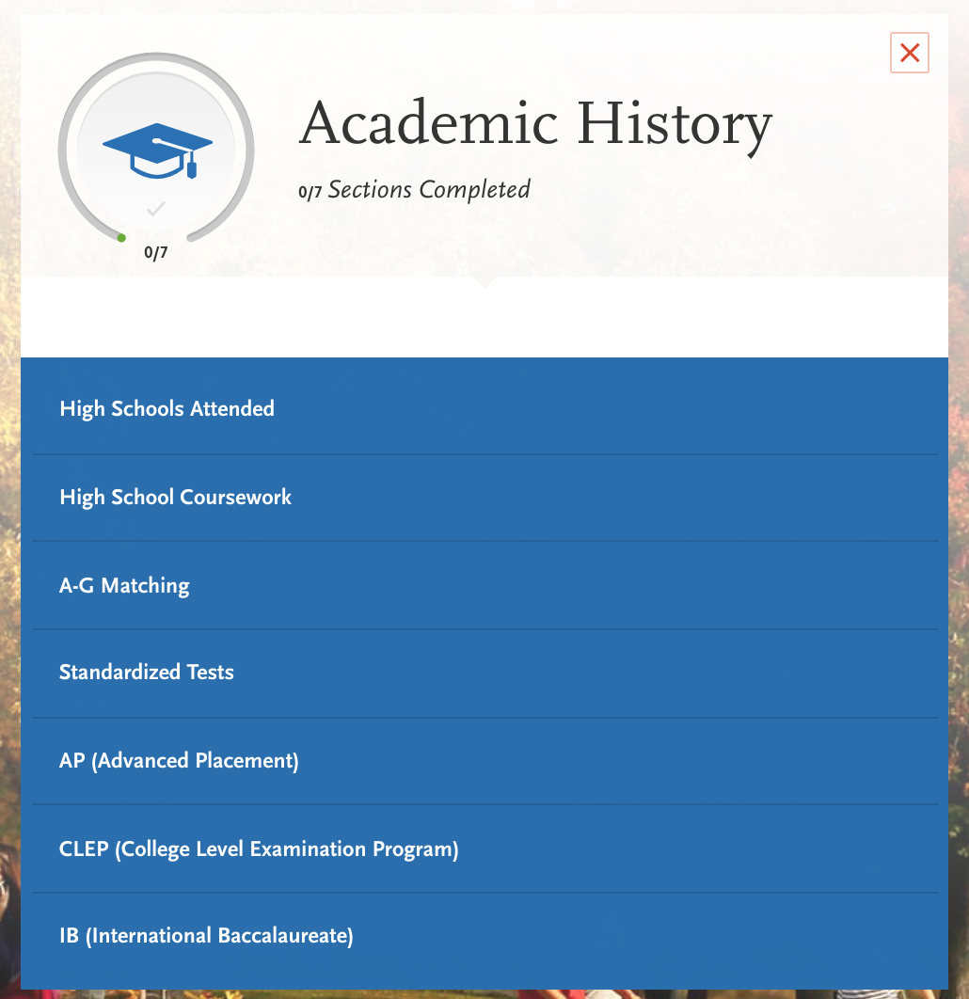 Academic History
0/7 Sections Completed
0/7
High Schools Attended
High School Coursework
A-G Matching
Standardized Tests
AP (Advanced Placement)
CLEP (College Level Examination Program)
IB (International Baccalaureate)